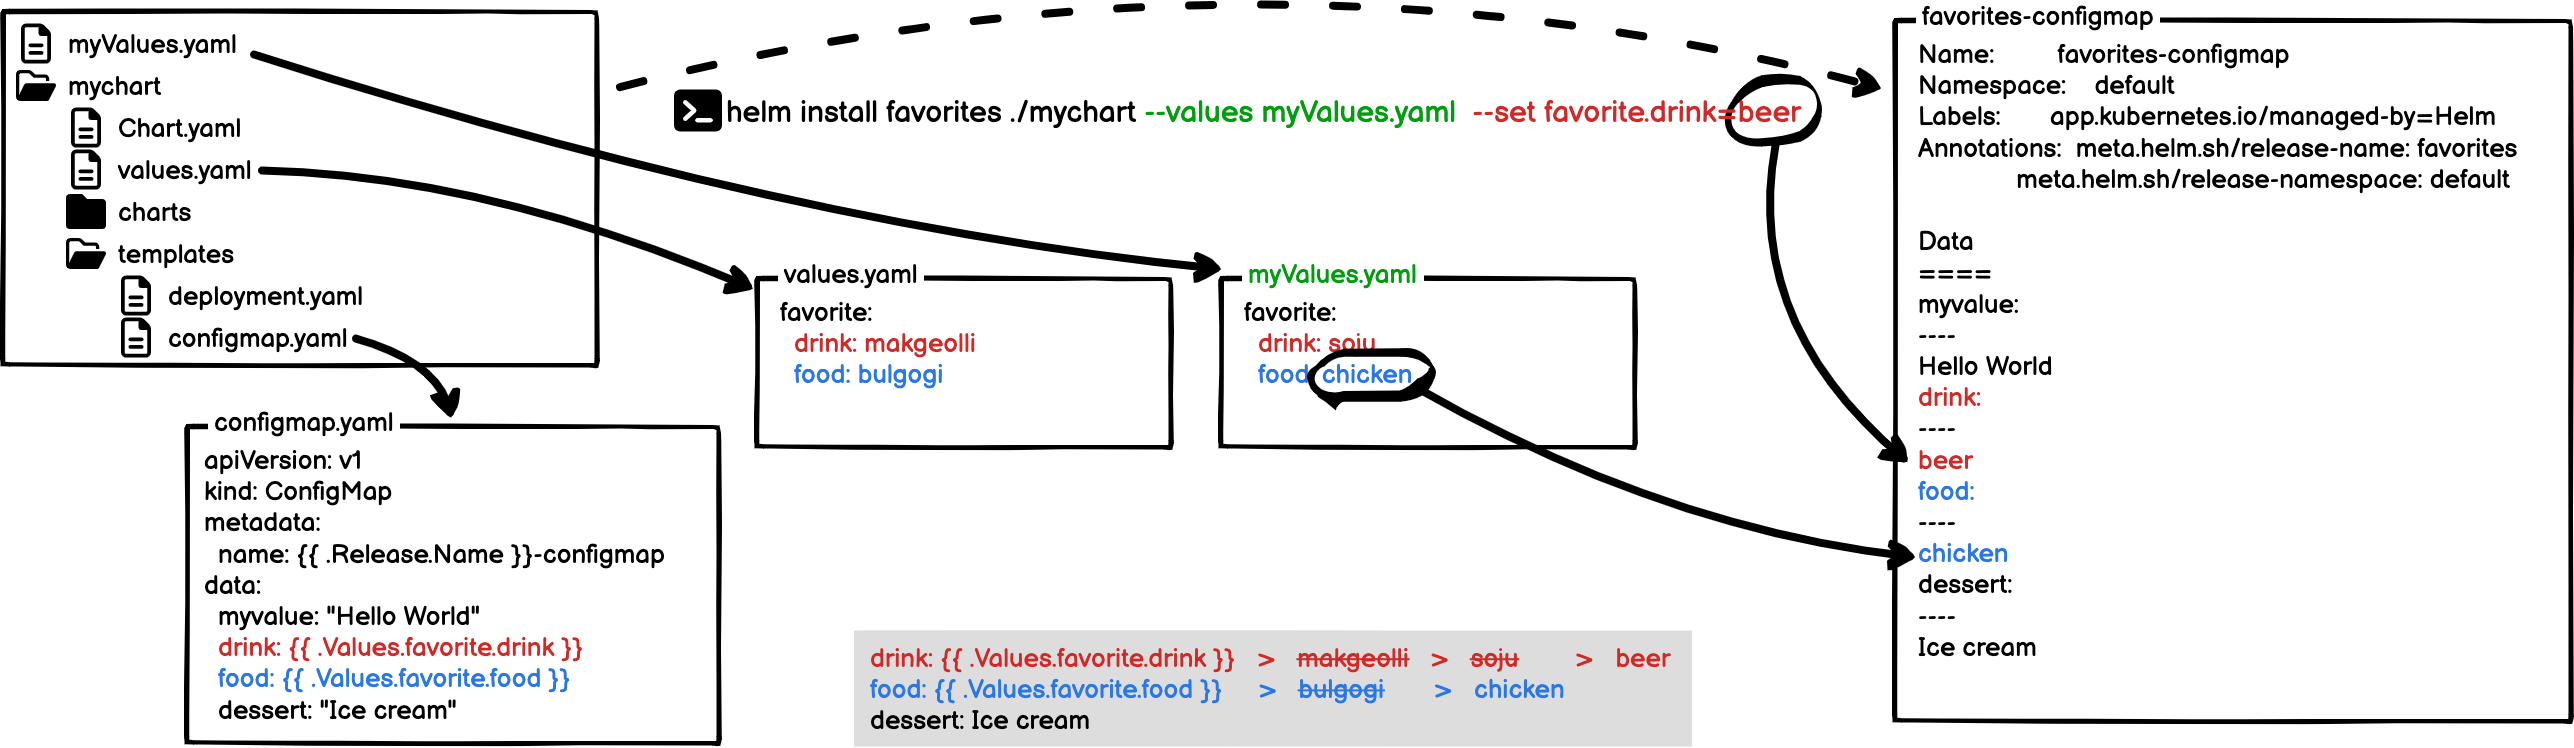 myValues.yaml
mychart
Chart.yaml
values.yaml
charts
templates
deployment.yaml
configmap.yaml
helm install favorites ./mychart --values myValues.yaml --set favorite.drink=beer
configmap.yaml
apiVersion: v1
kind: ConfigMap
metadata:
name: {{ .Release.Name }}-configmap
data:
myvalue: "Hello World"
drink: {{ .Values.favorite.drink }}
food: {{ .Values.favorite.food }}
dessert: "Ice cream"
values.yaml
favorite:
drink: makgeolli
food: bulgogi
myValues.yaml
favorite:
drink: soju
food: chicken
drink: {{ .Values.favorite.drink }} > makgeolli > soju > beer
food: {{ .Values.favorite.food }} > bulgogi > chicken
dessert: Ice cream
favorites-configmap
Name: favorites-configmap
Namespace: default
Labels: app.kubernetes.io/managed-by=Helm
Annotations: meta.helm.sh/release-name: favorites
meta.helm.sh/release-namespace: default
Data
====
myvalue:
----
Hello World
drink:
----
beer
food:
----
chicken
dessert:
----
Ice cream